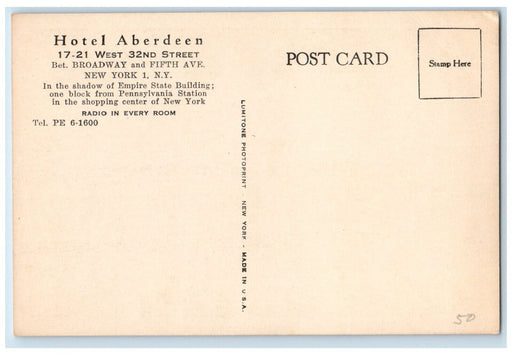 Hotel Aberdeen
17-21 WEST 32ND STREET
Bet. BROADWAY and FIFTH AVE.
NEW YORK 1, N.Y.
In the shadow of Empire State Building;
one block from Pennsylvania Station
in the shopping center of New York
RADIO IN EVERY ROOM
Tel. PE 6-1600
LUMITONE PHOTOPRINT · NEW YORK · MADE IN U.S.A.
POST CARD
Stamp Here
50